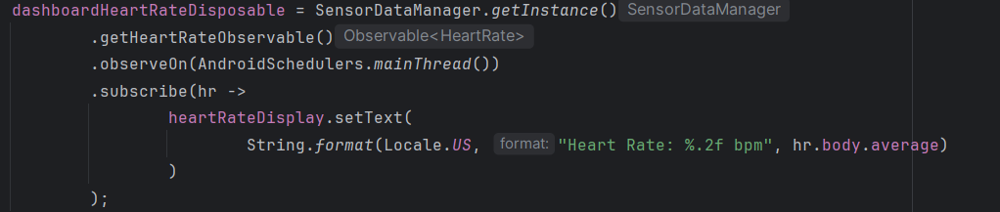 dashboardHeartRateDisposable = SensorDataManager.getInstance() SensorDataManager
.getHeartRateObservable() Observable<HeartRate>
.observeOn(AndroidSchedulers.mainThread())
.subscribe(hr ->
heartRateDisplay.setText(
String.format(Locale.US, format: "Heart Rate: %.2f bpm", hr.body.average)
)
);